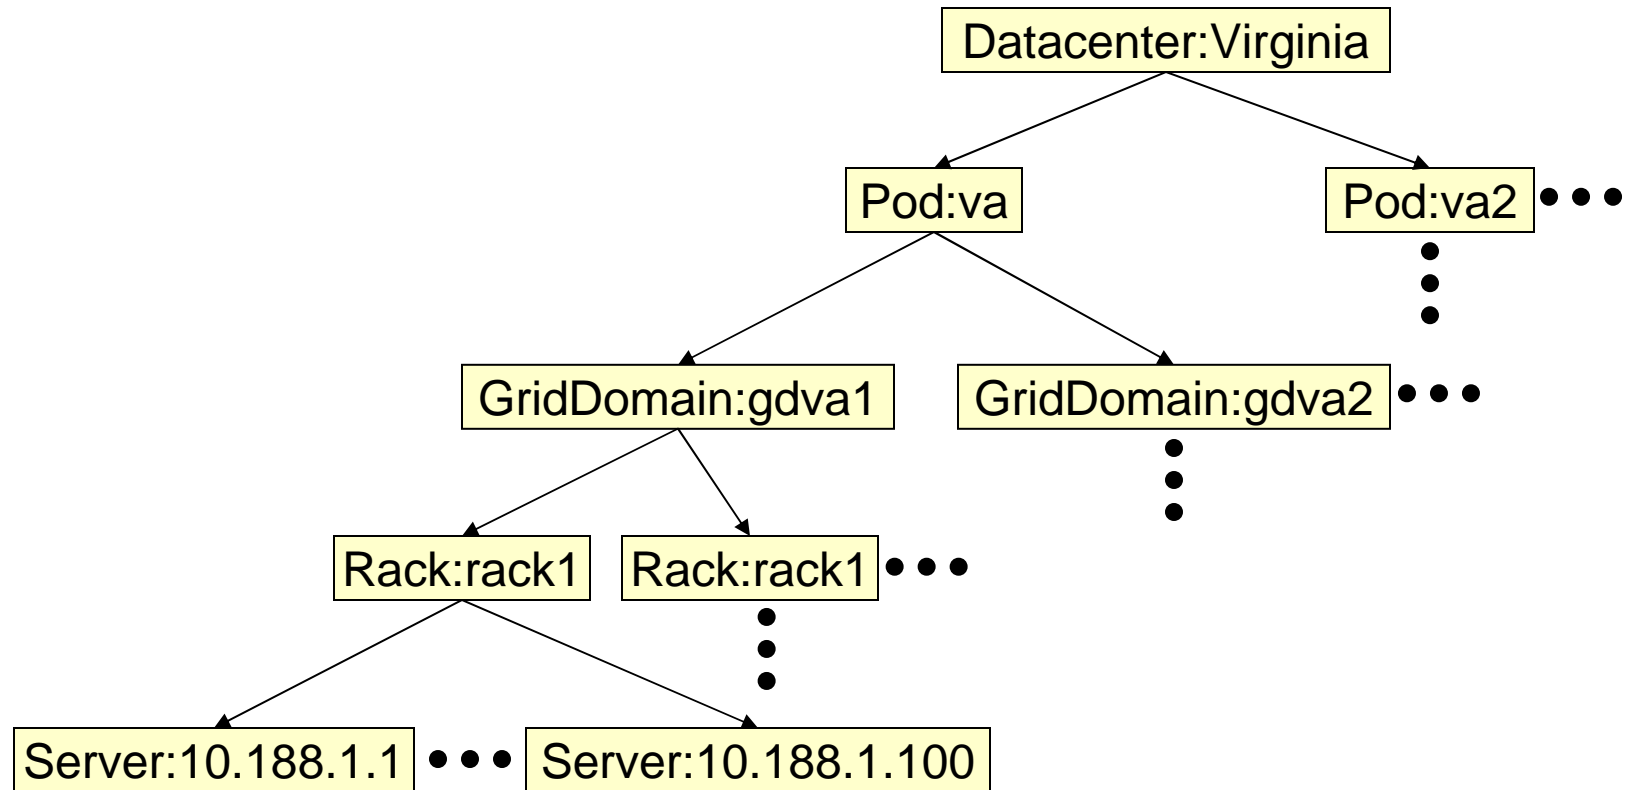 Datacenter:Virginia
Pod:va
Pod:va2
GridDomain:gdva1
GridDomain:gdva2
Rack:rack1
Rack:rack1
Server:10.188.1.1
Server:10.188.1.100